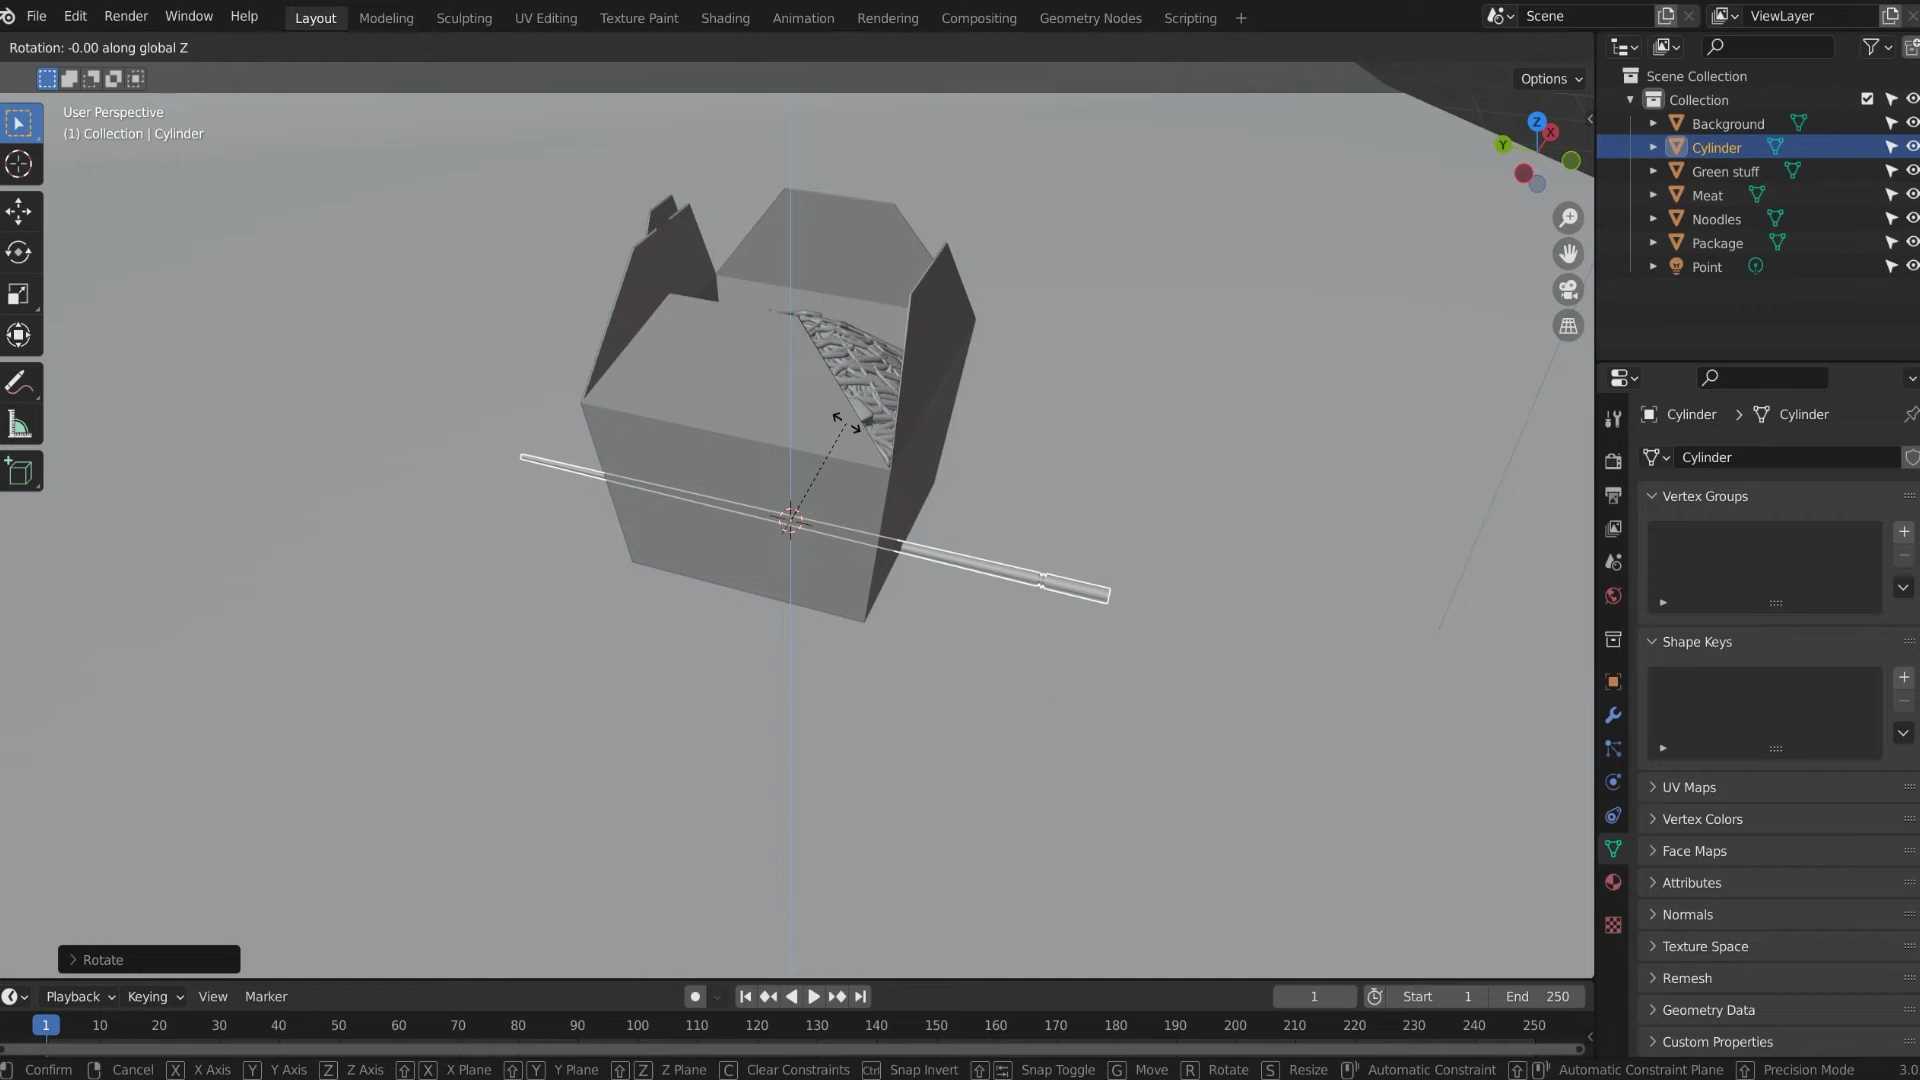 File Edit Render Window Help Layout Modeling Sculpting UV Editing Texture Paint Shading Animation Rendering Compositing Geometry Nodes Scripting + Scene ViewLayer
Rotation: -0.00 along global Z
Options
User Perspective
(1) Collection | Cylinder
Z
X
Y
Rotate
Scene Collection
Collection
Background
Cylinder
Green stuff
Meat
Noodles
Package
Point
Cylinder > Cylinder
Cylinder
Vertex Groups
Shape Keys
UV Maps
Vertex Colors
Face Maps
Attributes
Normals
Texture Space
Remesh
Geometry Data
Custom Properties
Playback Keying View Marker 1 Start 1 End 250
1 10 20 30 40 50 60 70 80 90 100 110 120 130 140 150 160 170 180 190 200 210 220 230 240 250
Confirm Cancel X X Axis Y Y Axis Z Z Axis X X Plane Y Y Plane Z Z Plane C Clear Constraints Ctrl Snap Invert Snap Toggle G Move R Rotate S Resize Automatic Constraint Automatic Constraint Plane Precision Mode 3.0